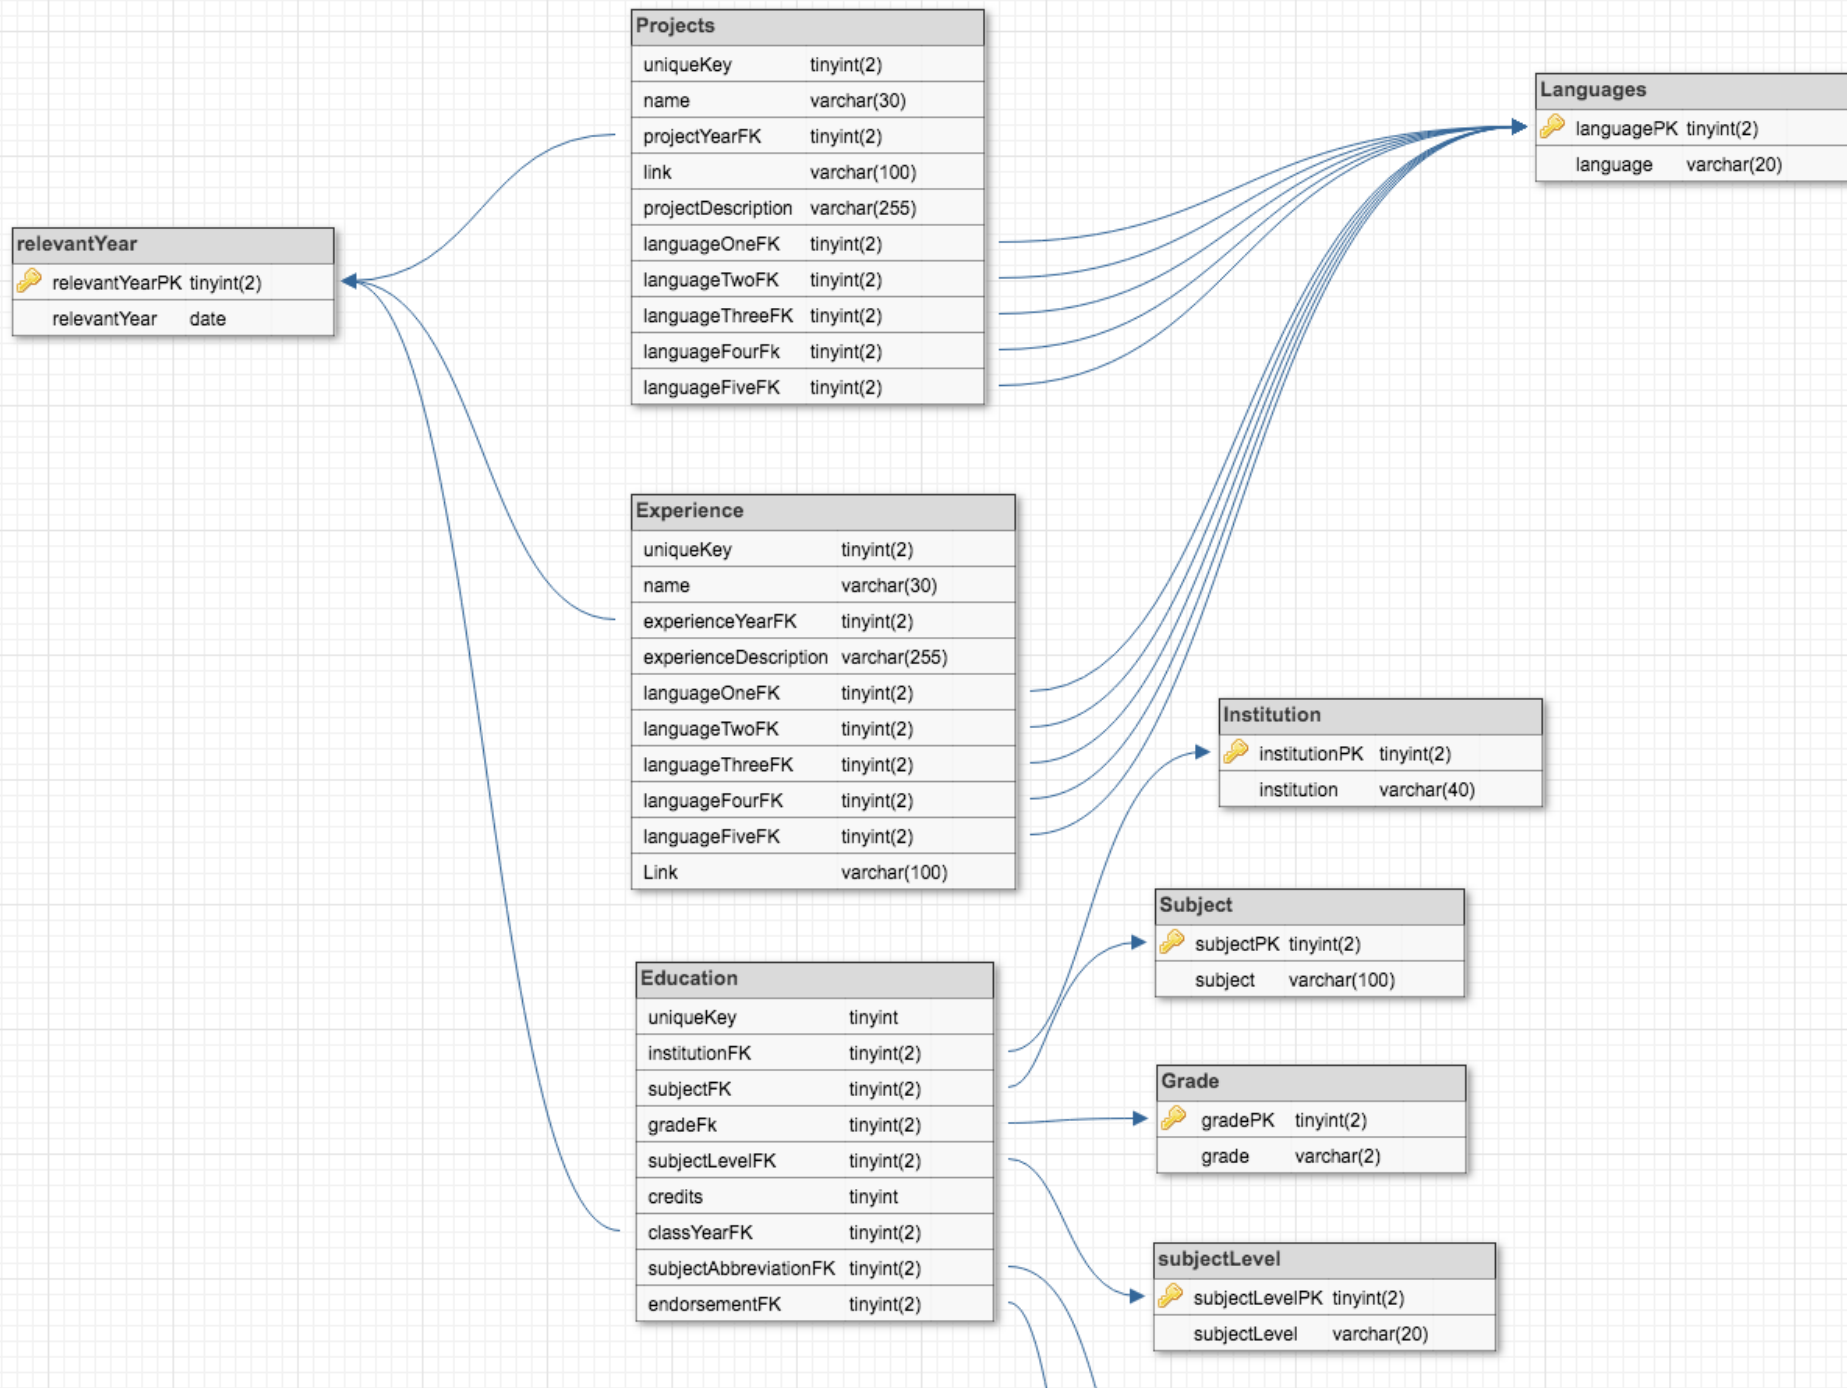 Projects
uniqueKey tinyint(2)
name varchar(30)
projectYearFK tinyint(2)
link varchar(100)
projectDescription varchar(255)
languageOneFK tinyint(2)
languageTwoFK tinyint(2)
languageThreeFK tinyint(2)
languageFourFk tinyint(2)
languageFiveFK tinyint(2)
Languages
languagePK tinyint(2)
language varchar(20)
relevantYear
relevantYearPK tinyint(2)
relevantYear date
Experience
uniqueKey tinyint(2)
name varchar(30)
experienceYearFK tinyint(2)
experienceDescription varchar(255)
languageOneFK tinyint(2)
languageTwoFK tinyint(2)
languageThreeFK tinyint(2)
languageFourFK tinyint(2)
languageFiveFK tinyint(2)
Link varchar(100)
Institution
institutionPK tinyint(2)
institution varchar(40)
Subject
subjectPK tinyint(2)
subject varchar(100)
Education
uniqueKey tinyint
institutionFK tinyint(2)
subjectFK tinyint(2)
gradeFk tinyint(2)
subjectLevelFK tinyint(2)
credits tinyint
classYearFK tinyint(2)
subjectAbbreviationFK tinyint(2)
endorsementFK tinyint(2)
Grade
gradePK tinyint(2)
grade varchar(2)
subjectLevel
subjectLevelPK tinyint(2)
subjectLevel varchar(20)